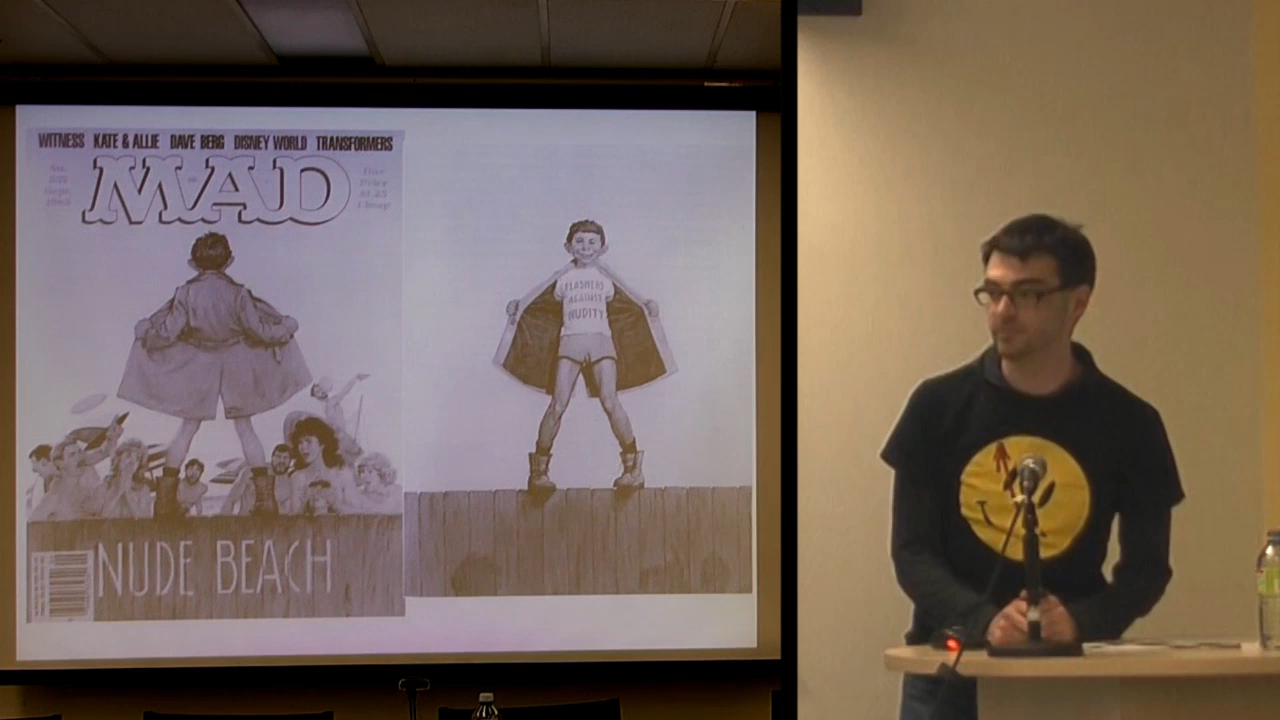 WITNESS KATE & ALLIE DAVE BERG DISNEY WORLD TRANSFORMERS
MAD
NUDE BEACH
FLASHERS
AGAINST
NUDITY